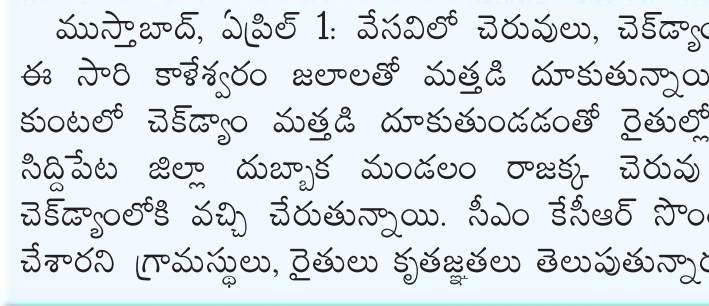 ముస్తాబాద్, ఏప్రిల్ 1: వేసవిలో చెరువులు,
ఈ సారి కాళేశ్వరం జలాలతో మత్తడి
కుంటలో చెక్‌డ్యాం మత్తడి దూకుతుండడంతో
సిద్దిపేట జిల్లా దుబ్బాక మండలం రాజక్క చెరువు
చెక్‌డ్యాంలోకి వచ్చి చేరుతున్నాయి. సీఎం కేసీఆర్
చేశారని గ్రామస్థులు, రైతులు కృతజ్ఞతలు